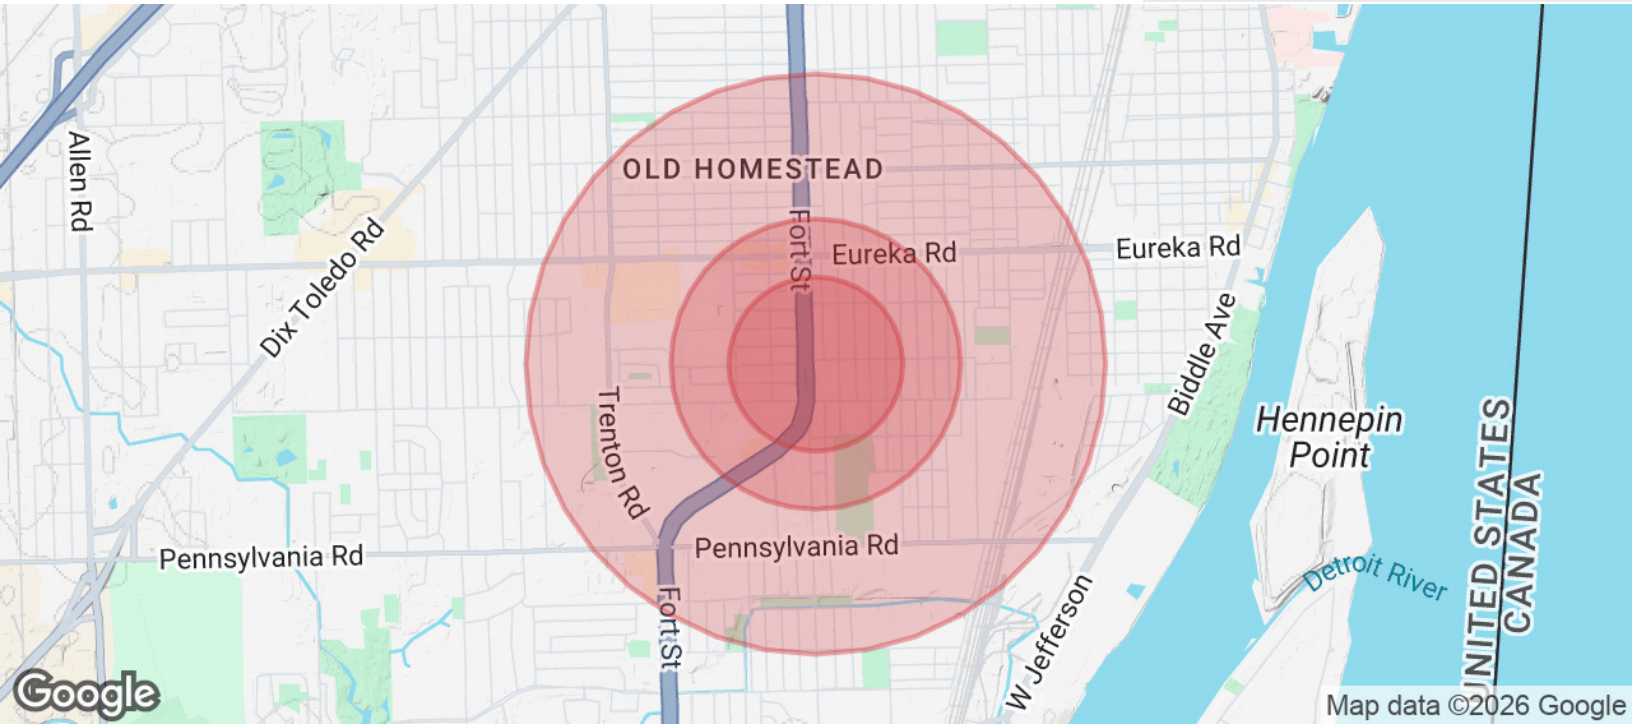 Allen Rd
OLD HOMESTEAD
Fort St
Eureka Rd
Eureka Rd
Dix Toledo Rd
Biddle Ave
Trenton Rd
Hennepin
Point
UNITED STATES
CANADA
Pennsylvania Rd
Pennsylvania Rd
Detroit River
Fort St
W Jefferson
Google
Map data ©2026 Google